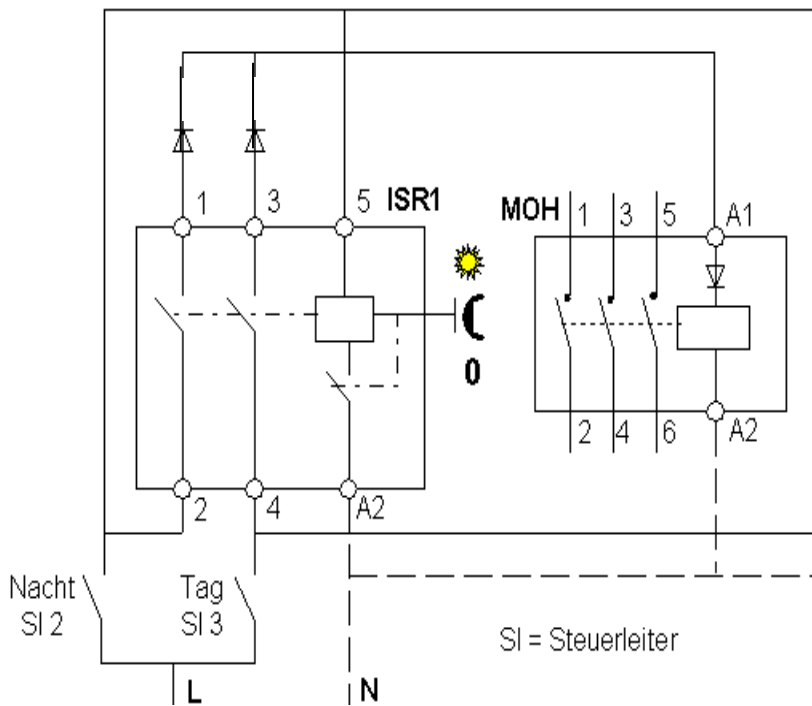 1 3 5 ISR1
MOH 1 3 5 A1
0
2 4 6 A2
2 4 A2
Nacht
SI 2
Tag
SI 3
SI = Steuerleiter
L N